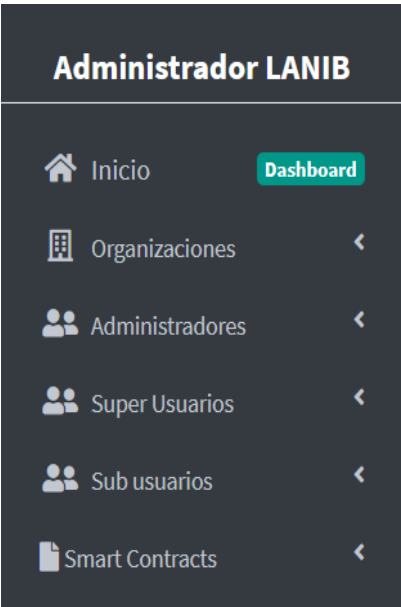 Administrador LANIB
Inicio Dashboard
Organizaciones
Administradores
Super Usuarios
Sub usuarios
Smart Contracts